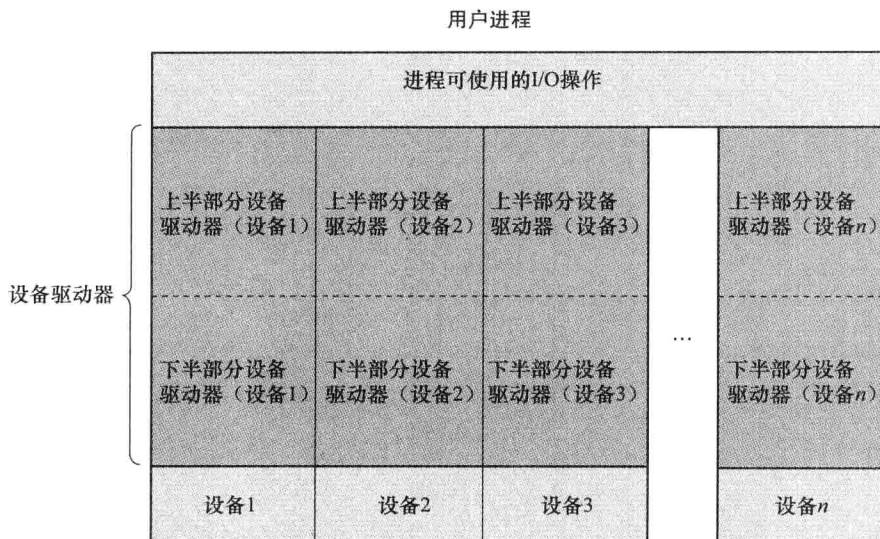 用户进程
进程可使用的I/O操作
上半部分设备
驱动器（设备1）
上半部分设备
驱动器（设备2）
上半部分设备
驱动器（设备3）
上半部分设备
驱动器（设备n）
设备驱动器
…
下半部分设备
驱动器（设备1）
下半部分设备
驱动器（设备2）
下半部分设备
驱动器（设备3）
下半部分设备
驱动器（设备n）
设备1
设备2
设备3
设备n